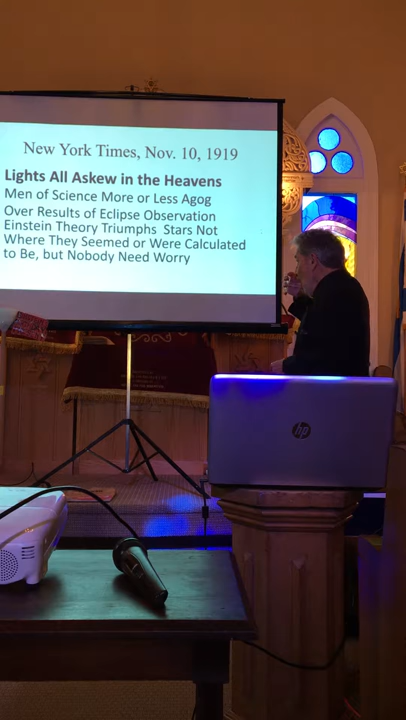 New York Times, Nov. 10, 1919
Lights All Askew in the Heavens
Men of Science More or Less Agog
Over Results of Eclipse Observation
Einstein Theory Triumphs  Stars Not
Where They Seemed or Were Calculated
to Be, but Nobody Need Worry
hp